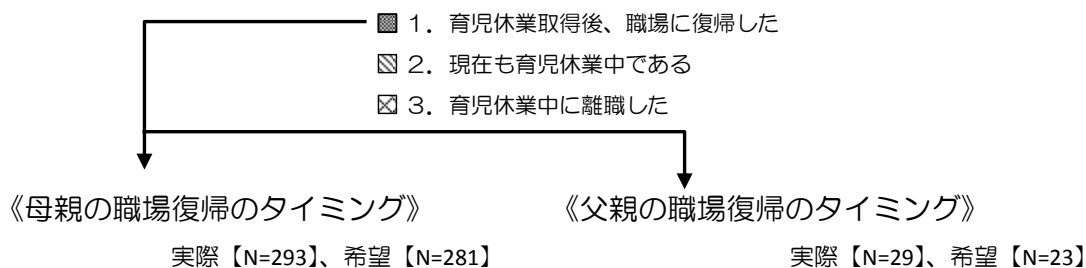 1．育児休業取得後、職場に復帰した
2．現在も育児休業中である
3．育児休業中に離職した
《母親の職場復帰のタイミング》 《父親の職場復帰のタイミング》
実際【N=293】、希望【N=281】 実際【N=29】、希望【N=23】